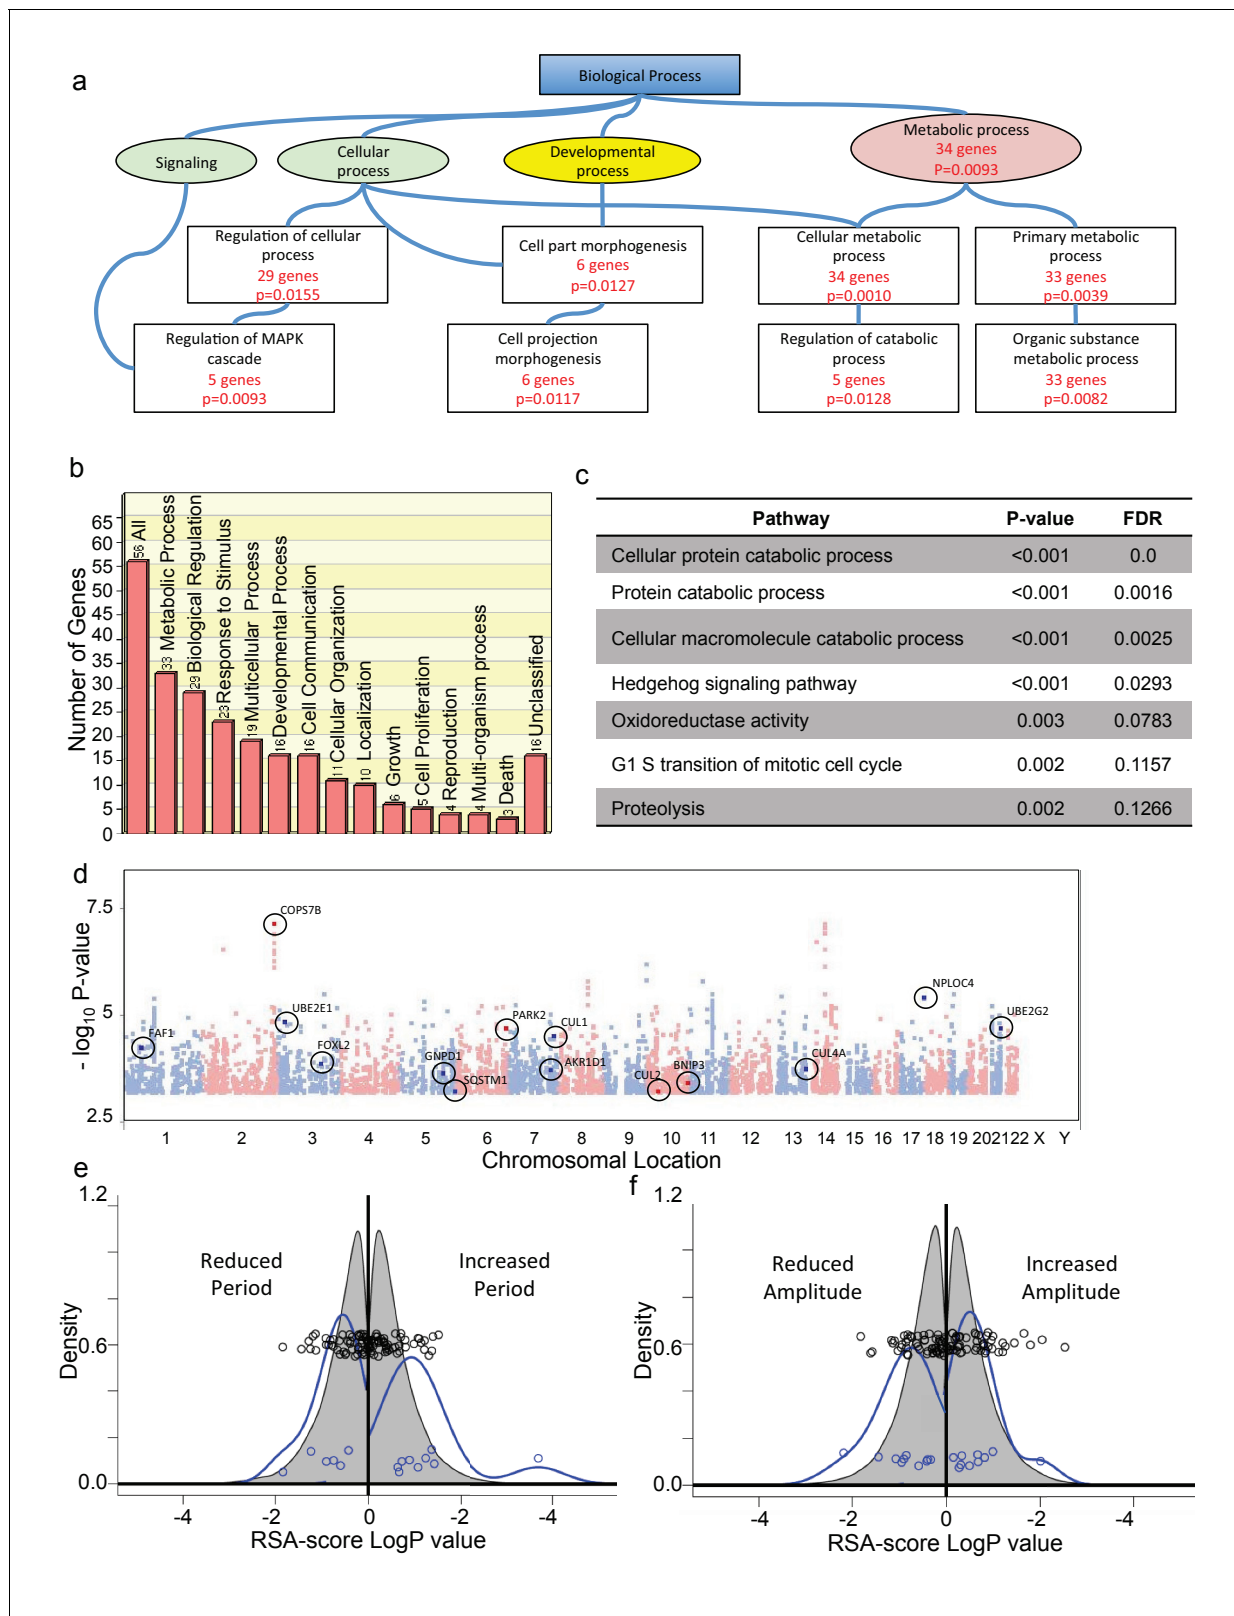 a
Biological Process
Signaling
Cellular
process
Developmental
process
Metabolic process
34 genes
P=0.0093
Regulation of cellular
process
29 genes
p=0.0155
Cell part morphogenesis
6 genes
p=0.0127
Cellular metabolic
process
34 genes
p=0.0010
Primary metabolic
process
33 genes
p=0.0039
Regulation of MAPK
cascade
5 genes
p=0.0093
Cell projection
morphogenesis
6 genes
p=0.0117
Regulation of catabolic
process
5 genes
p=0.0128
Organic substance
metabolic process
33 genes
p=0.0082
b
Number of Genes
65
60
55
50
45
40
35
30
25
20
15
10
5
0
56 All
33 Metabolic Process
29 Biological Regulation
23 Response to Stimulus
19 Multicellular Process
16 Developmental Process
16 Cell Communication
11 Cellular Organization
10 Localization
6 Growth
5 Cell Proliferation
4 Reproduction
4 Multi-organism process
3 Death
16 Unclassified
c
Pathway P-value FDR
Cellular protein catabolic process <0.001 0.0
Protein catabolic process <0.001 0.0016
Cellular macromolecule catabolic process <0.001 0.0025
Hedgehog signaling pathway <0.001 0.0293
Oxidoreductase activity 0.003 0.0783
G1 S transition of mitotic cell cycle 0.002 0.1157
Proteolysis 0.002 0.1266
d
- log10 P-value
7.5
5
2.5
COPS7B
FAF1
UBE2E1
FOXL2
GNPD1
SQSTM1
PARK2
CUL1
AKR1D1
CUL2
BNIP3
CUL4A
NPLOC4
UBE2G2
1 2 3 4 5 6 7 8 9 10 11 12 13 14 15 16 17 18 19 202122 X Y
Chromosomal Location
e
1.2
0.6
0.0
Density
Reduced
Period
Increased
Period
-4 -2 0 -2 -4
RSA-score LogP value
f
1.2
0.6
0.0
Density
Reduced
Amplitude
Increased
Amplitude
-4 -2 0 -2 -4
RSA-score LogP value